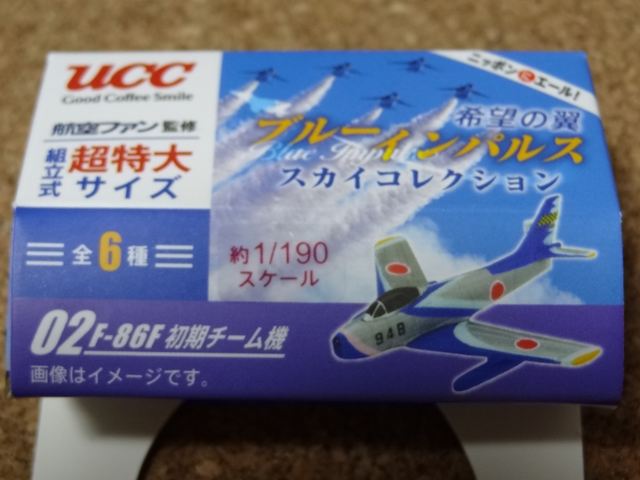 UCC
Good Coffee Smile
ニッポンにエール!
航空ファン 監修
組立式
超特大
サイズ
希望の翼
ブルーインパルス
スカイコレクション
全6種
約1/190
スケール
948
02 F-86F 初期チーム機
画像はイメージです。